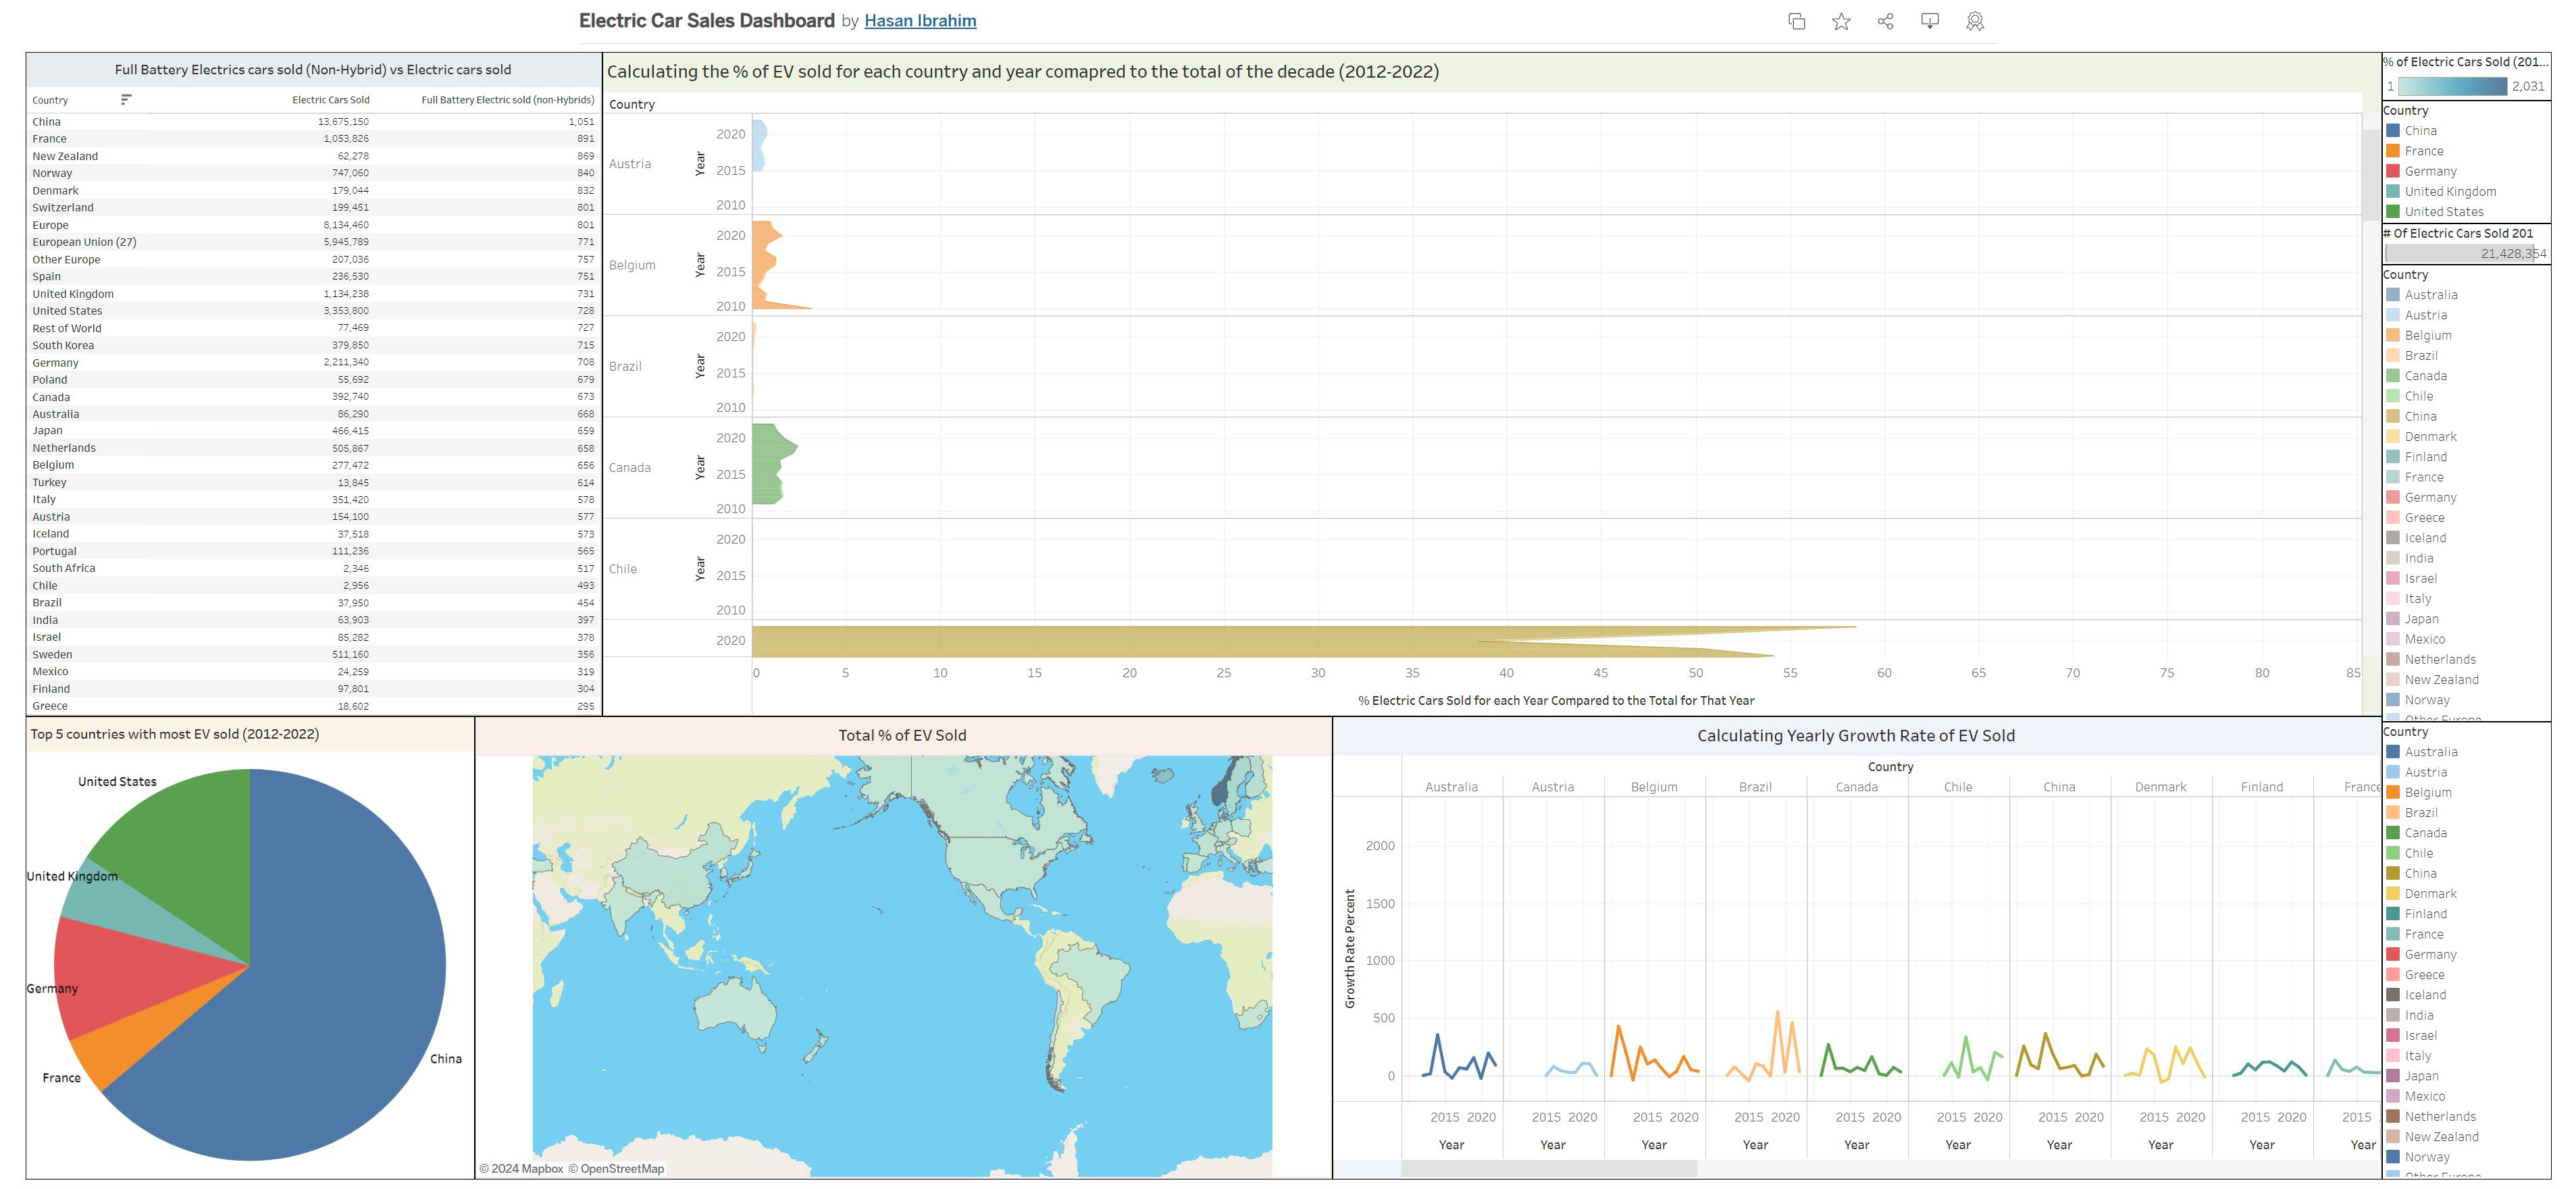 Electric Car Sales Dashboard by Hasan Ibrahim
Full Battery Electrics cars sold (Non-Hybrid) vs Electric cars sold
Country Electric Cars Sold Full Battery Electric sold (non-Hybrids)
China 13,675,150 1,051
France 1,053,826 891
New Zealand 62,278 869
Norway 747,060 840
Denmark 179,044 832
Switzerland 199,451 801
Europe 8,134,460 801
European Union (27) 5,945,789 771
Other Europe 207,036 757
Spain 236,530 751
United Kingdom 1,134,238 731
United States 3,353,800 728
Rest of World 77,469 727
South Korea 379,850 715
Germany 2,211,340 708
Poland 55,692 679
Canada 392,740 673
Australia 86,290 668
Japan 466,415 659
Netherlands 505,867 658
Belgium 277,472 656
Turkey 13,845 614
Italy 351,420 578
Austria 154,100 577
Iceland 37,518 573
Portugal 111,236 565
South Africa 2,346 517
Chile 2,956 493
Brazil 37,950 454
India 63,903 397
Israel 85,282 378
Sweden 511,160 356
Mexico 24,259 319
Finland 97,801 304
Greece 18,602 295
Calculating the % of EV sold for each country and year comapred to the total of the decade (2012-2022)
Country
Austria
Year
2020
2015
2010
Belgium
Year
2020
2015
2010
Brazil
Year
2020
2015
2010
Canada
Year
2020
2015
2010
Chile
Year
2020
2015
2010
2020
0 5 10 15 20 25 30 35 40 45 50 55 60 65 70 75 80 85
% Electric Cars Sold for each Year Compared to the Total for That Year
% of Electric Cars Sold (201...
1 2,031
Country
China
France
Germany
United Kingdom
United States
# Of Electric Cars Sold 201
21,428,354
Country
Australia
Austria
Belgium
Brazil
Canada
Chile
China
Denmark
Finland
France
Germany
Greece
Iceland
India
Israel
Italy
Japan
Mexico
Netherlands
New Zealand
Norway
Other Europe
Top 5 countries with most EV sold (2012-2022)
United States
United Kingdom
Germany
France
China
Total % of EV Sold
© 2024 Mapbox © OpenStreetMap
Calculating Yearly Growth Rate of EV Sold
Country
Australia Austria Belgium Brazil Canada Chile China Denmark Finland France
Growth Rate Percent
2000
1500
1000
500
0
2015 2020 2015 2020 2015 2020 2015 2020 2015 2020 2015 2020 2015 2020 2015 2020 2015 2020 2015
Year Year Year Year Year Year Year Year Year Year
Country
Australia
Austria
Belgium
Brazil
Canada
Chile
China
Denmark
Finland
France
Germany
Greece
Iceland
India
Israel
Italy
Japan
Mexico
Netherlands
New Zealand
Norway
Other Europe